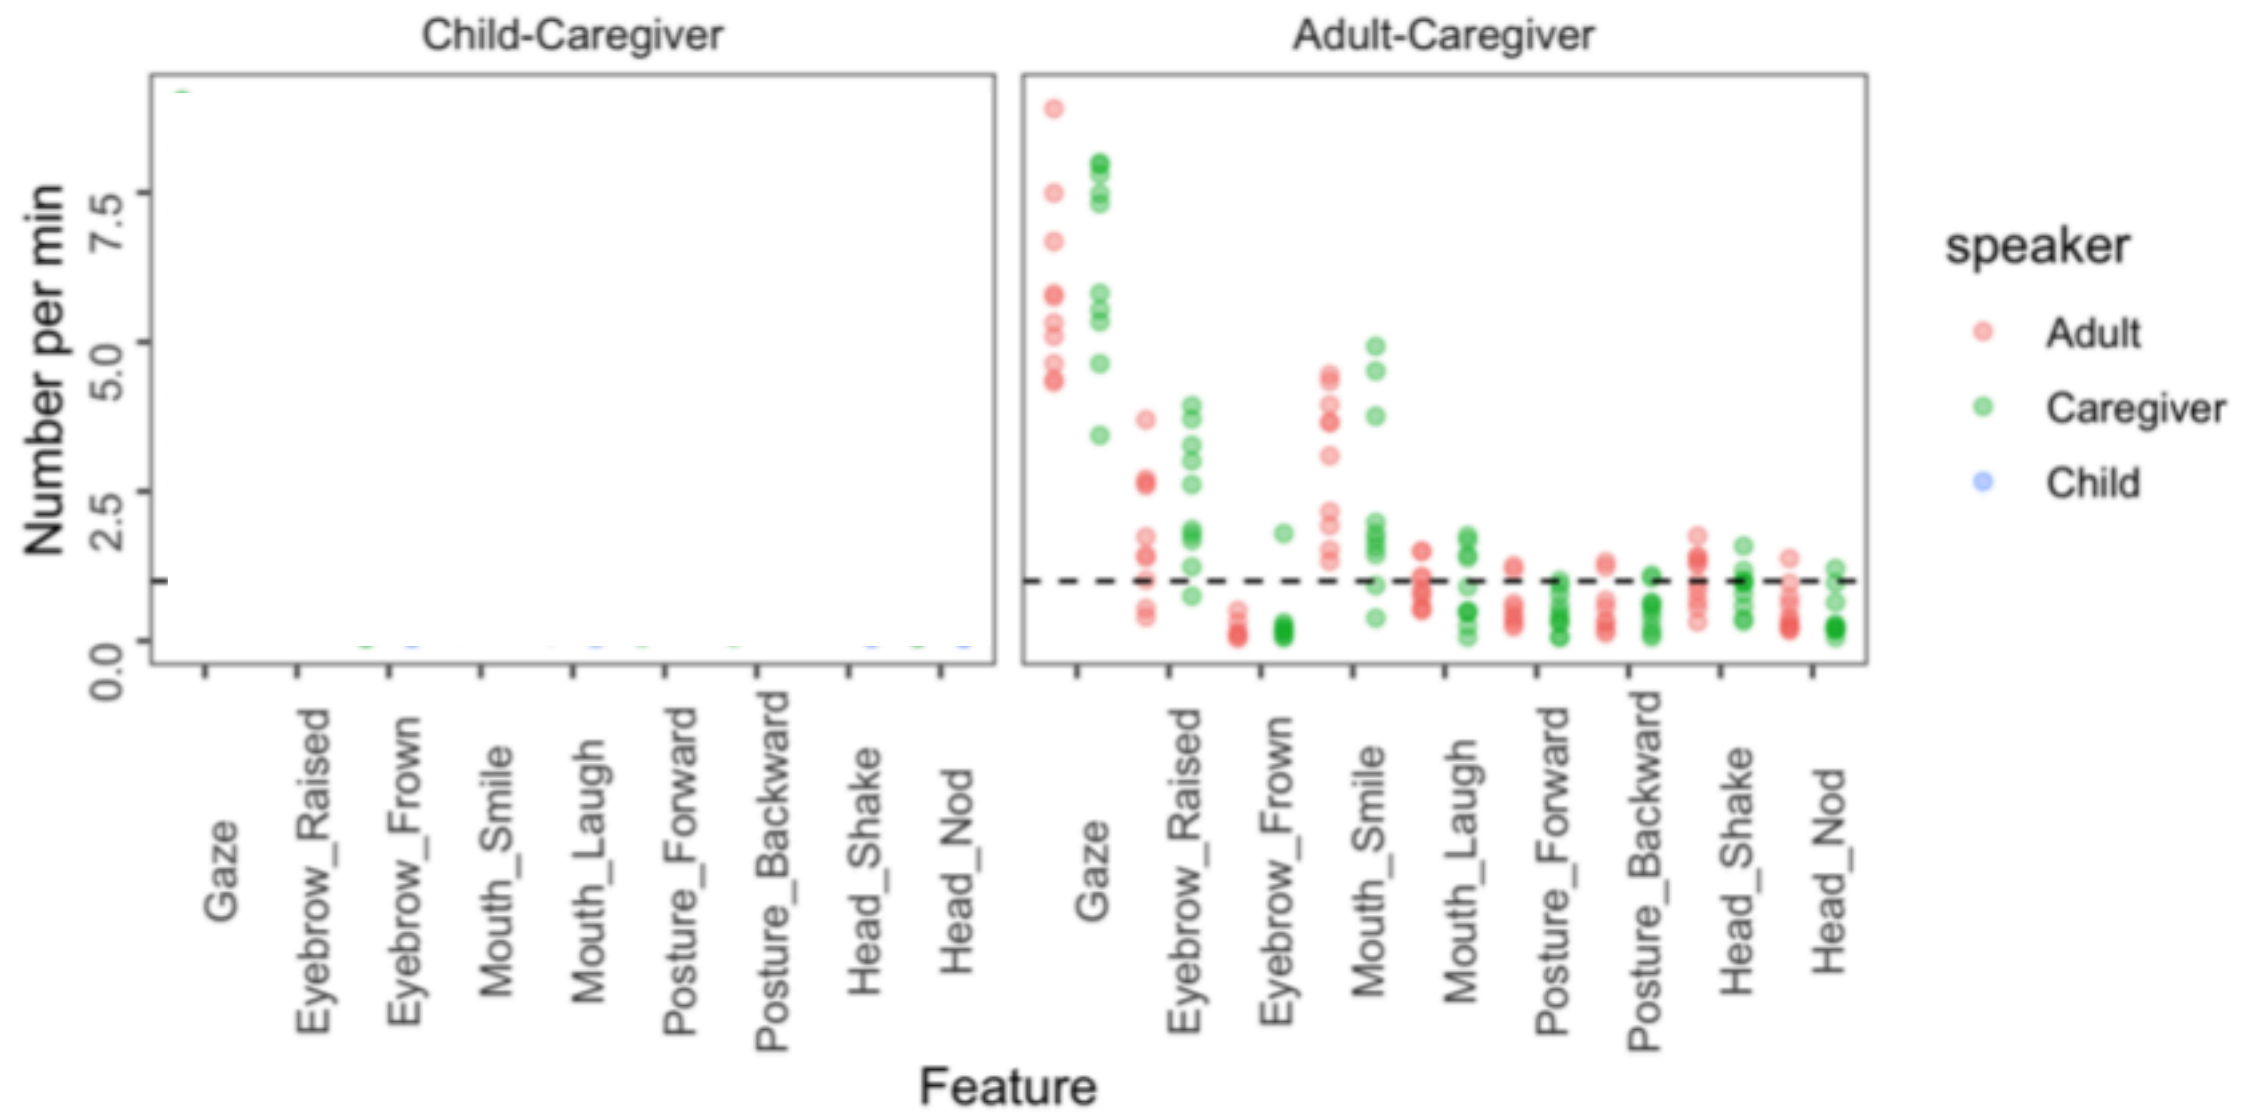 Child-Caregiver
Adult-Caregiver
Number per min
7.5
5.0
2.5
0.0
Gaze
Eyebrow_Raised
Eyebrow_Frown
Mouth_Smile
Mouth_Laugh
Posture_Forward
Posture_Backward
Head_Shake
Head_Nod
Gaze
Eyebrow_Raised
Eyebrow_Frown
Mouth_Smile
Mouth_Laugh
Posture_Forward
Posture_Backward
Head_Shake
Head_Nod
Feature
speaker
Adult
Caregiver
Child